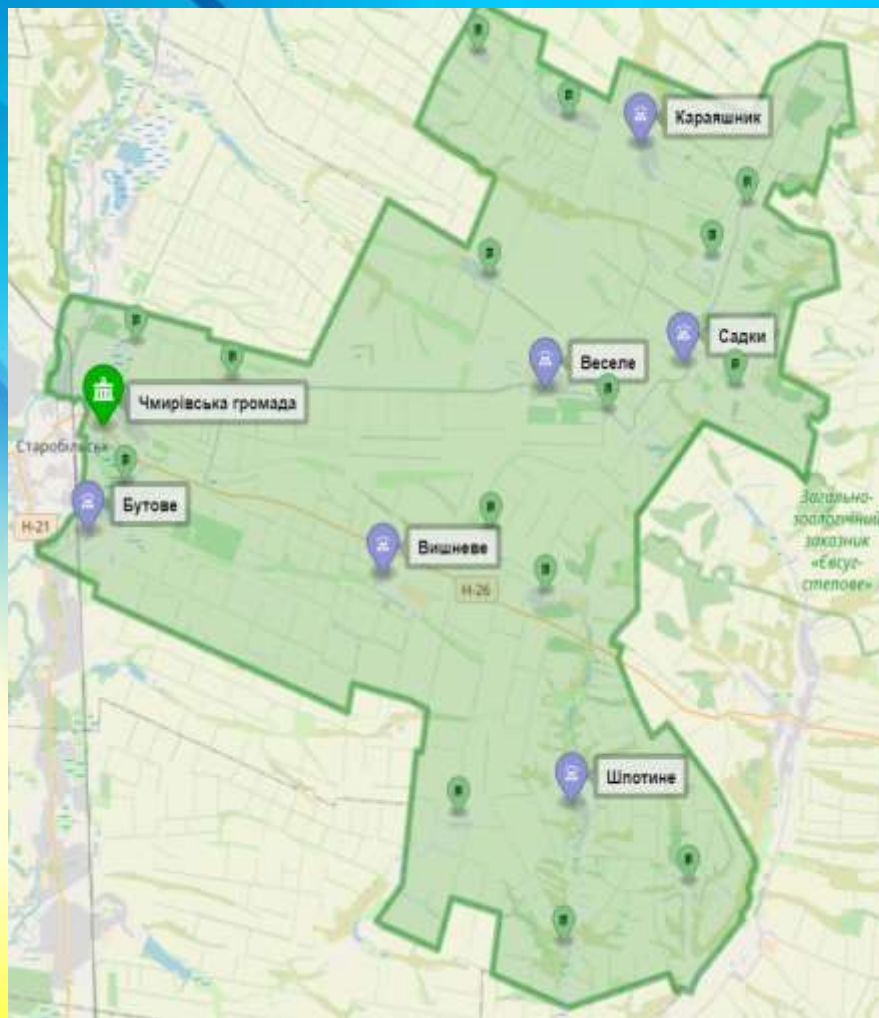 Караяшник
Садки
Веселе
Чмирівська громада
Старобільськ
Бутове
Загально-
зоологічний
заказник
«Євсуг-
степове»
Н-21
Вишневе
Н-26
Шпотине